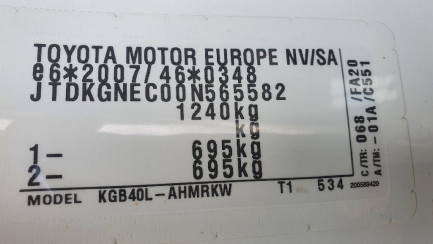 TOYOTA MOTOR EUROPE NV/SA
e6*2007/46*0348
JTDKGNEC00N565582
1240kg
kg
1- 695kg
2- 695kg
MODEL KGB40L-AHMRKW T1 534
C/TR: 068 /FA20
A/TM: -01A /C551
200589420